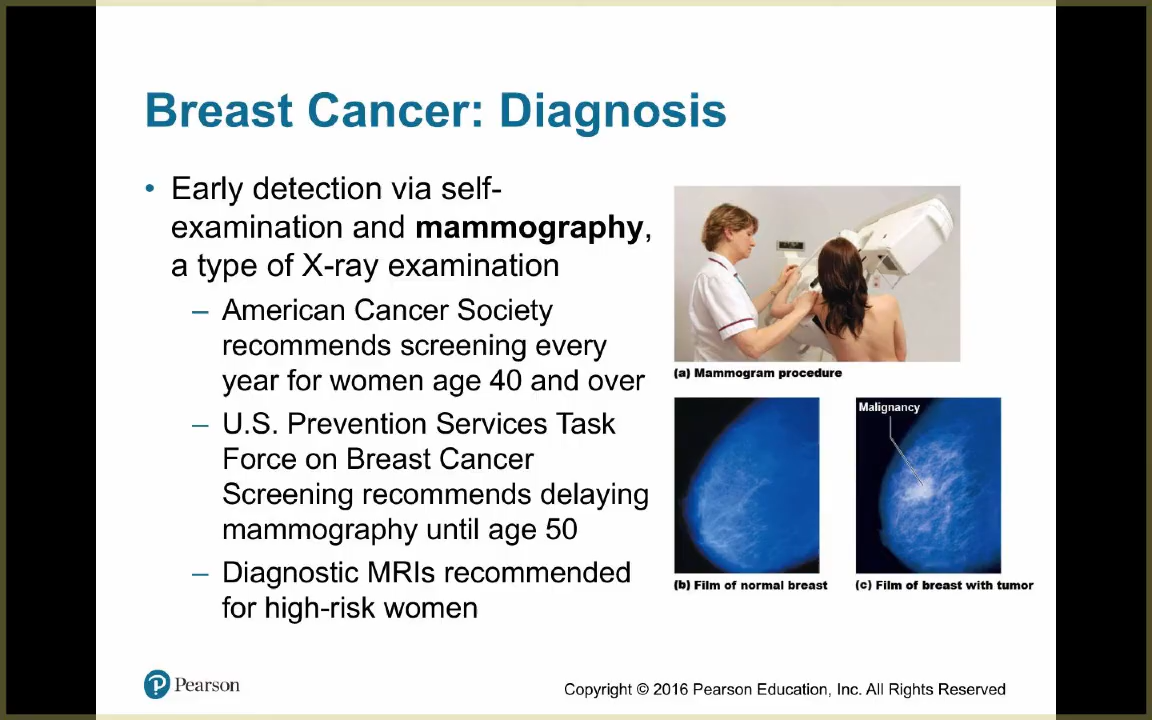 Breast Cancer: Diagnosis
• Early detection via self-
examination and mammography,
a type of X-ray examination
– American Cancer Society
recommends screening every
year for women age 40 and over
– U.S. Prevention Services Task
Force on Breast Cancer
Screening recommends delaying
mammography until age 50
– Diagnostic MRIs recommended
for high-risk women
(a) Mammogram procedure
Malignancy
(b) Film of normal breast
(c) Film of breast with tumor
Pearson
Copyright © 2016 Pearson Education, Inc. All Rights Reserved